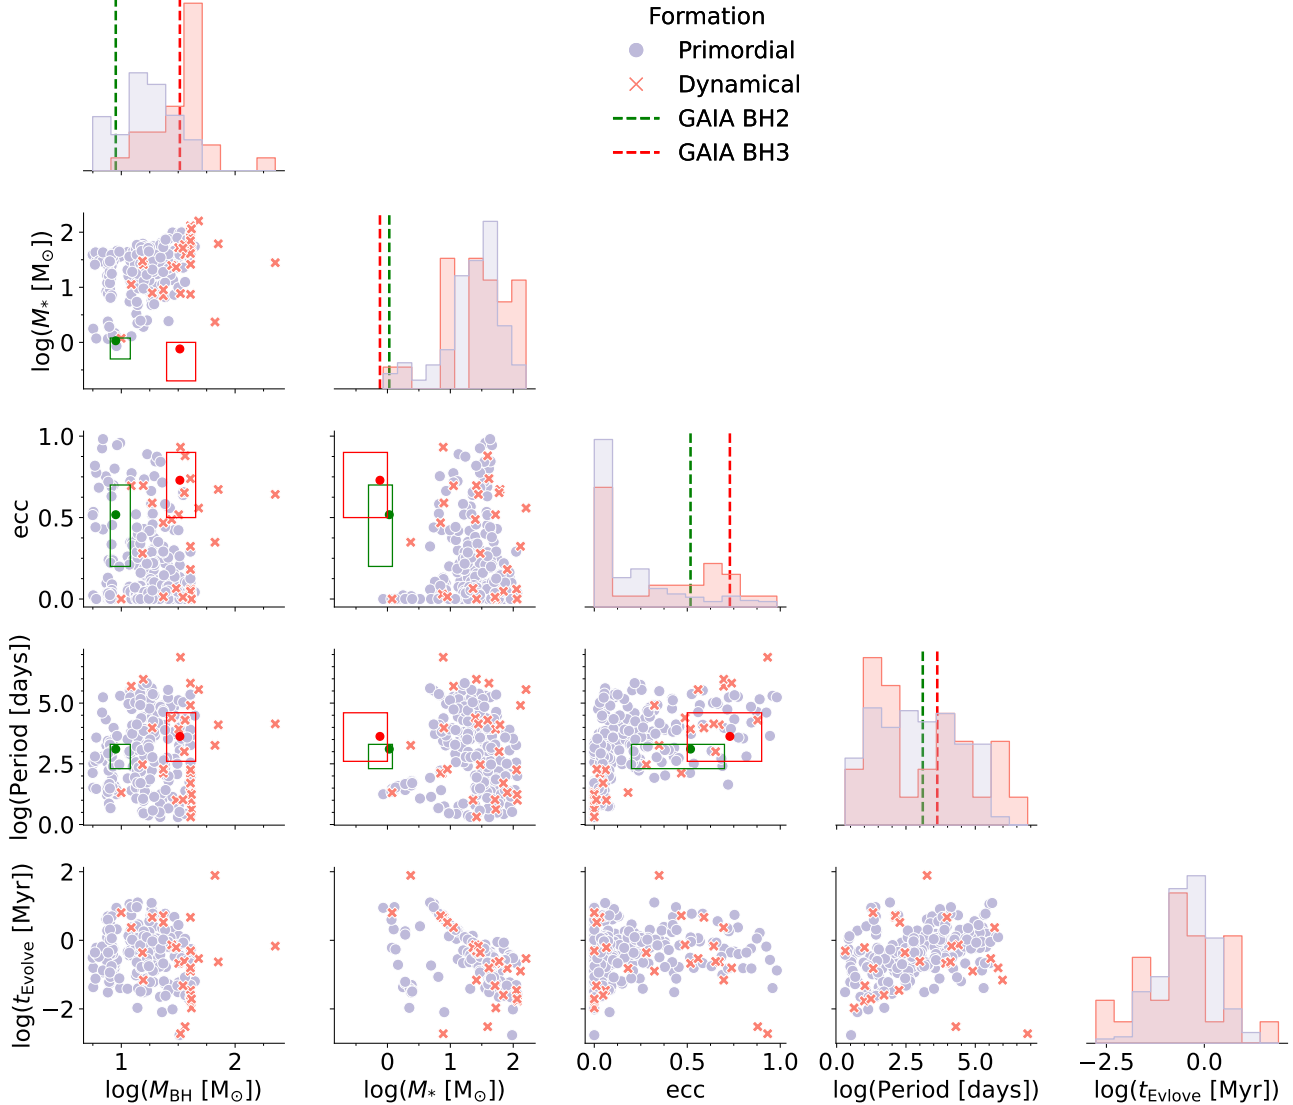 Formation
Primordial
Dynamical
GAIA BH2
GAIA BH3
log(M* [M⊙])
2
1
0
ecc
1.0
0.5
0.0
log(Period [days])
5.0
2.5
0.0
log(tEvolve [Myr])
2
0
−2
1
2
0
1
2
0.0
0.5
1.0
0.0
2.5
5.0
−2.5
0.0
log(MBH [M⊙])
log(M* [M⊙])
ecc
log(Period [days])
log(tEvlove [Myr])